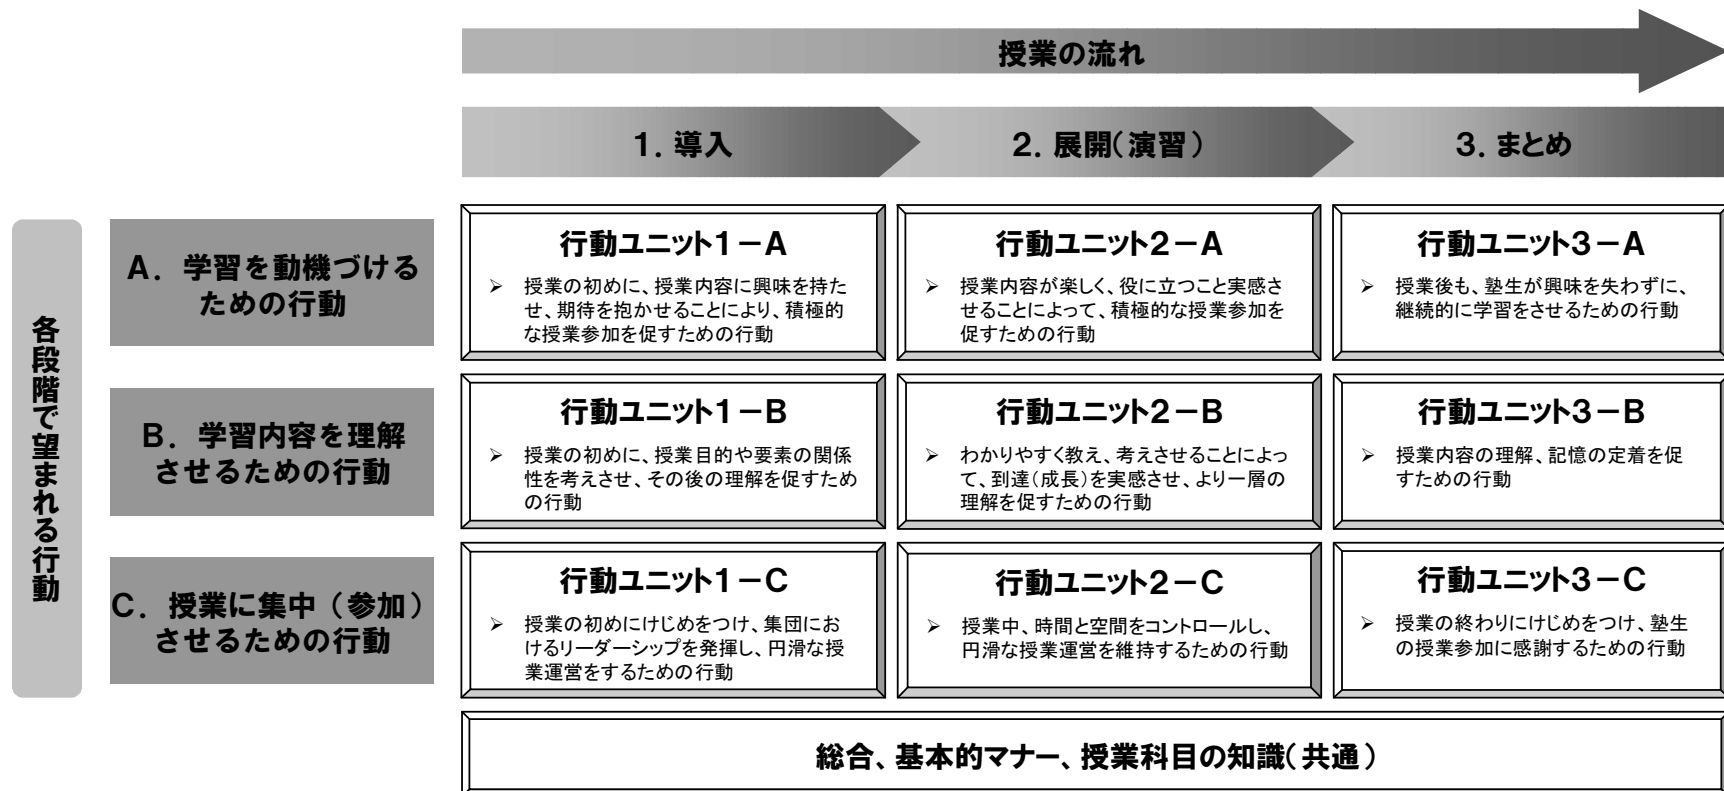 授業の流れ
1. 導入
2. 展開(演習)
3. まとめ
各段階で望まれる行動
A. 学習を動機づける
ための行動
行動ユニット1-A
➢ 授業の初めに、授業内容に興味を持た
せ、期待を抱かせることにより、積極的
な授業参加を促すための行動
行動ユニット2-A
➢ 授業内容が楽しく、役に立つこと実感さ
せることによって、積極的な授業参加を
促すための行動
行動ユニット3-A
➢ 授業後も、塾生が興味を失わずに、
継続的に学習をさせるための行動
B. 学習内容を理解
させるための行動
行動ユニット1-B
➢ 授業の初めに、授業目的や要素の関係
性を考えさせ、その後の理解を促すため
の行動
行動ユニット2-B
➢ わかりやすく教え、考えさせることによっ
て、到達(成長)を実感させ、より一層の
理解を促すための行動
行動ユニット3-B
➢ 授業内容の理解、記憶の定着を促
すための行動
C. 授業に集中(参加)
させるための行動
行動ユニット1-C
➢ 授業の初めにけじめをつけ、集団にお
けるリーダーシップを発揮し、円滑な授
業運営をするための行動
行動ユニット2-C
➢ 授業中、時間と空間をコントロールし、
円滑な授業運営を維持するための行動
行動ユニット3-C
➢ 授業の終わりにけじめをつけ、塾生
の授業参加に感謝するための行動
総合、基本的マナー、授業科目の知識(共通)